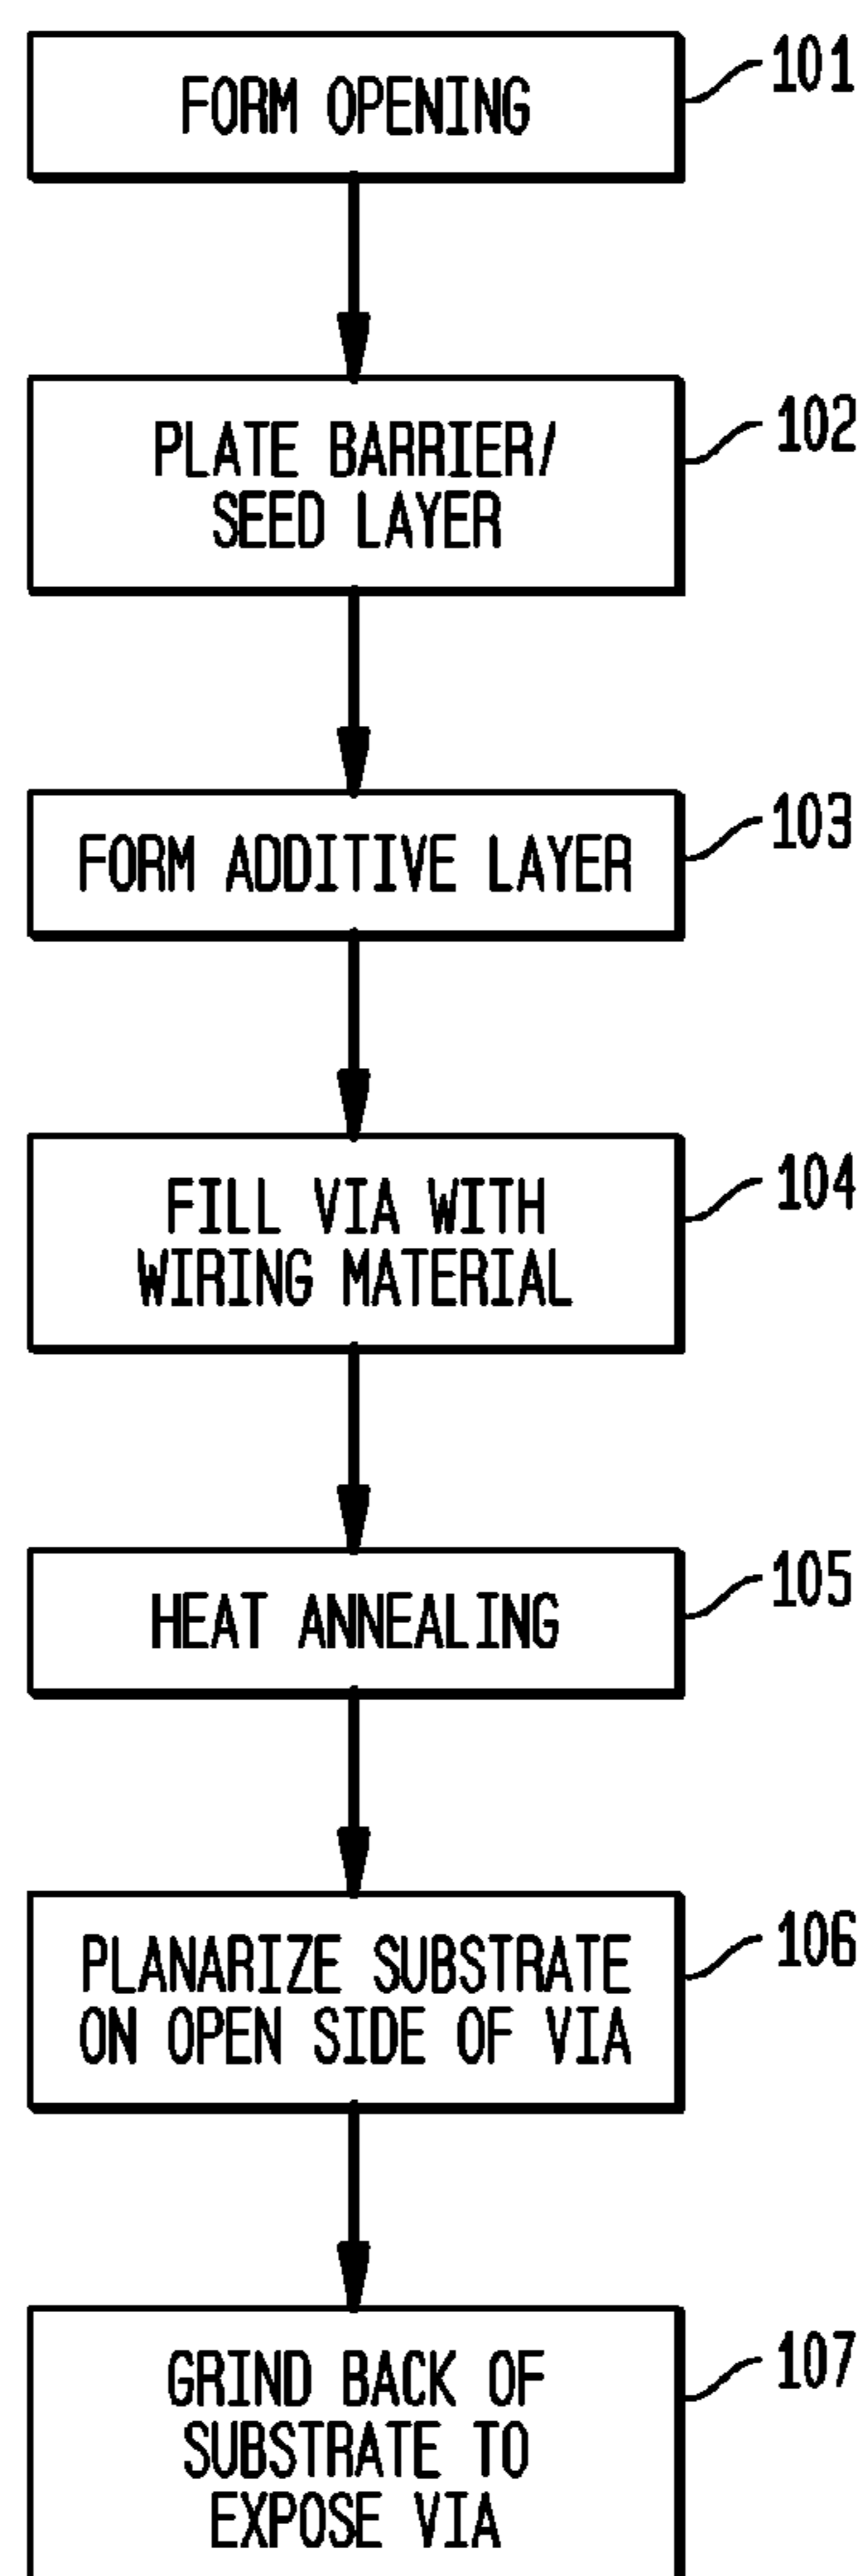 FORM OPENING
101
PLATE BARRIER/
SEED LAYER
102
FORM ADDITIVE LAYER
103
FILL VIA WITH
WIRING MATERIAL
104
HEAT ANNEALING
105
PLANARIZE SUBSTRATE
ON OPEN SIDE OF VIA
106
GRIND BACK OF
SUBSTRATE TO
EXPOSE VIA
107